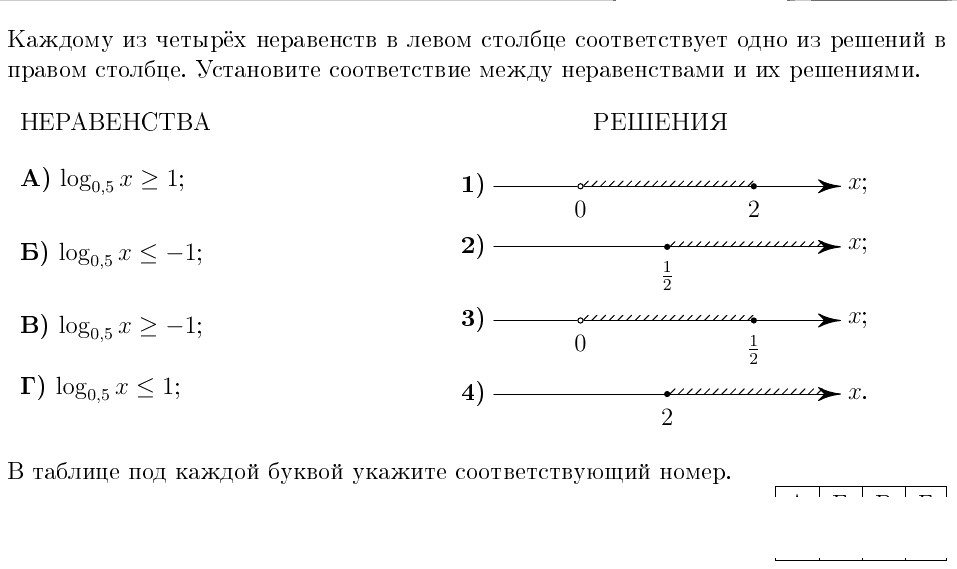 Каждому из четырёх неравенств в левом столбце соответствует одно из решений в
правом столбце. Установите соответствие между неравенствами и их решениями.
НЕРАВЕНСТВА
РЕШЕНИЯ
А) log₀,₅ x ≥ 1;
Б) log₀,₅ x ≤ −1;
В) log₀,₅ x ≥ −1;
Г) log₀,₅ x ≤ 1;
1) x;
0 2
2) x;
1/2
3) x;
0 1/2
4) x.
2
В таблице под каждой буквой укажите соответствующий номер.